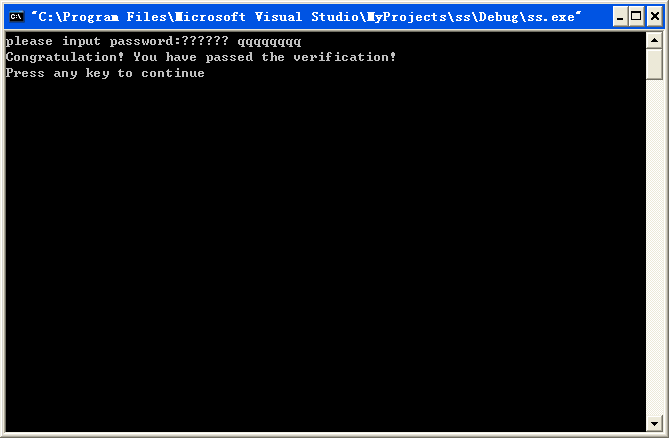 "C:\Program Files\Microsoft Visual Studio\MyProjects\ss\Debug\ss.exe"
please input password:?????? qqqqqqqq
Congratulation! You have passed the verification!
Press any key to continue